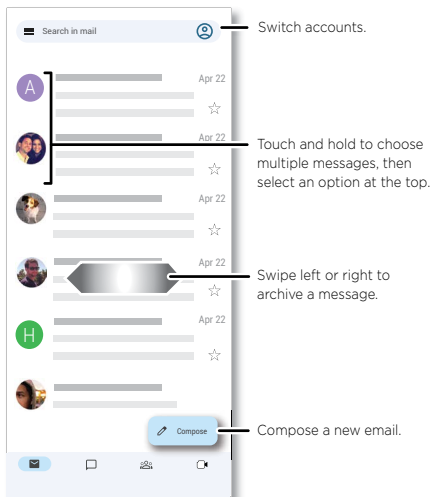 Search in mail
Switch accounts.
A
Apr 22
Apr 22
Touch and hold to choose
multiple messages, then
select an option at the top.
Apr 22
Apr 22
Swipe left or right to
archive a message.
H
Apr 22
Compose
Compose a new email.